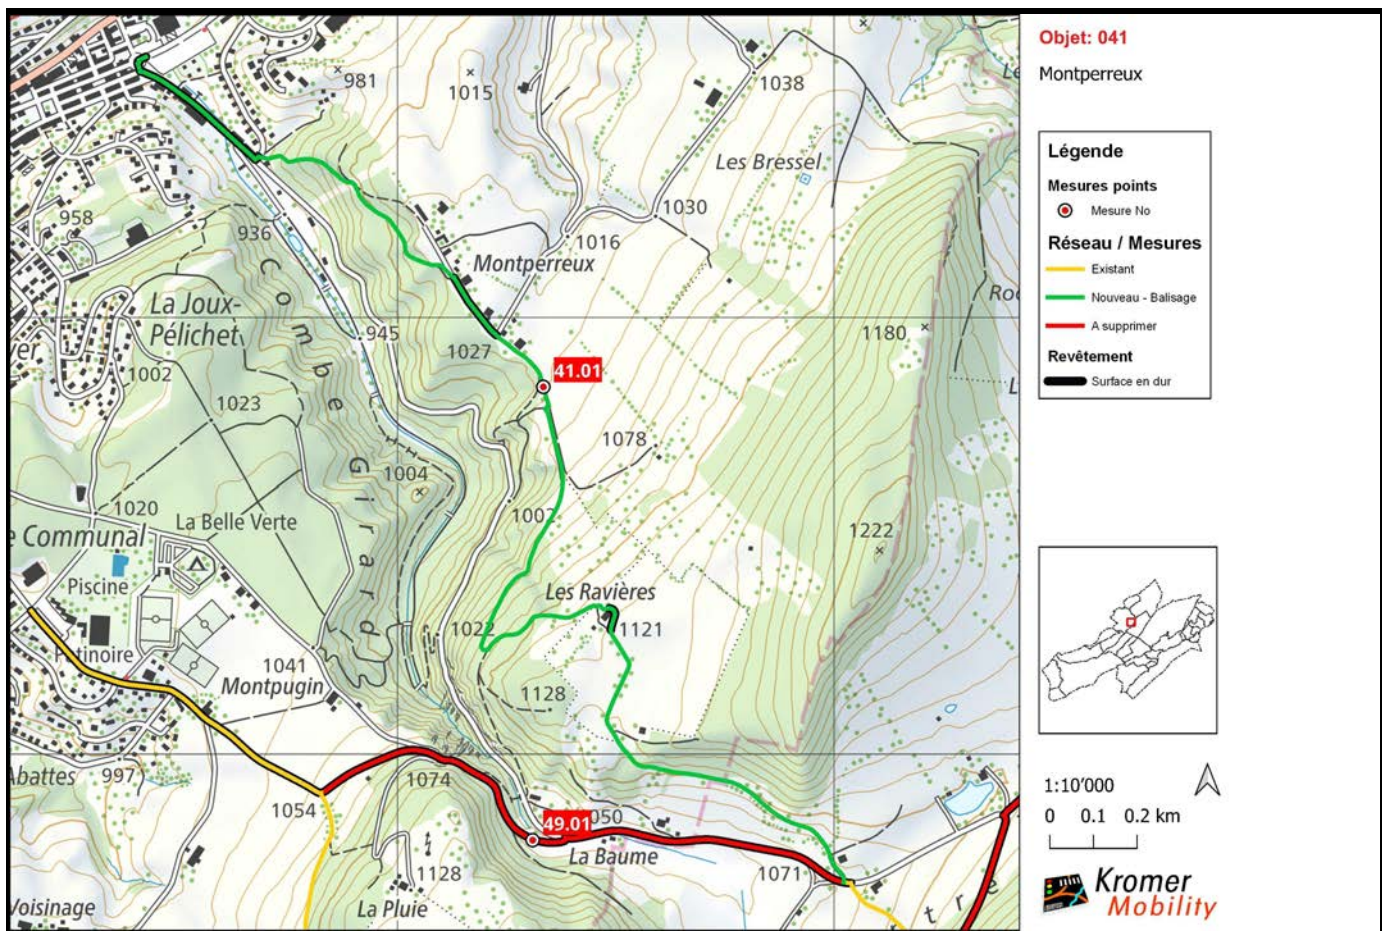 Objet: 041
Montperreux
Légende
Mesures points
Mesure No
Réseau / Mesures
Existant
Nouveau - Balisage
A supprimer
Revêtement
Surface en dur
1:10'000
0 0.1 0.2 km
Kromer
Mobility
981
1015
1038
Les Bressel
958
936
1030
1016
Montperreux
La Joux-
Pélichet
Combe Girard
945
1180
1027
41.01
1002
1023
1078
1004
1020
La Belle Verte
Communal
1222
Piscine
Les Ravières
1022
1121
Patinoire
1041
Montpugin
1128
Abattes
997
1074
1054
49.01
La Baume
1071
1128
La Pluie
Voisinage